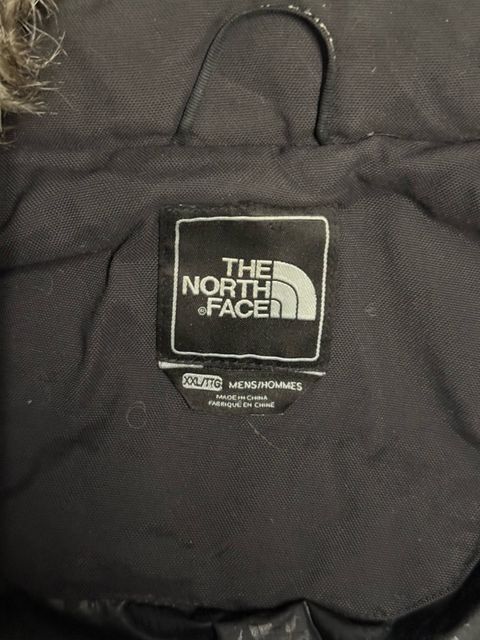 THE
NORTH
®FACE
XXL/TTG MENS/HOMMES
MADE IN CHINA
FABRIQUÉ EN CHINE